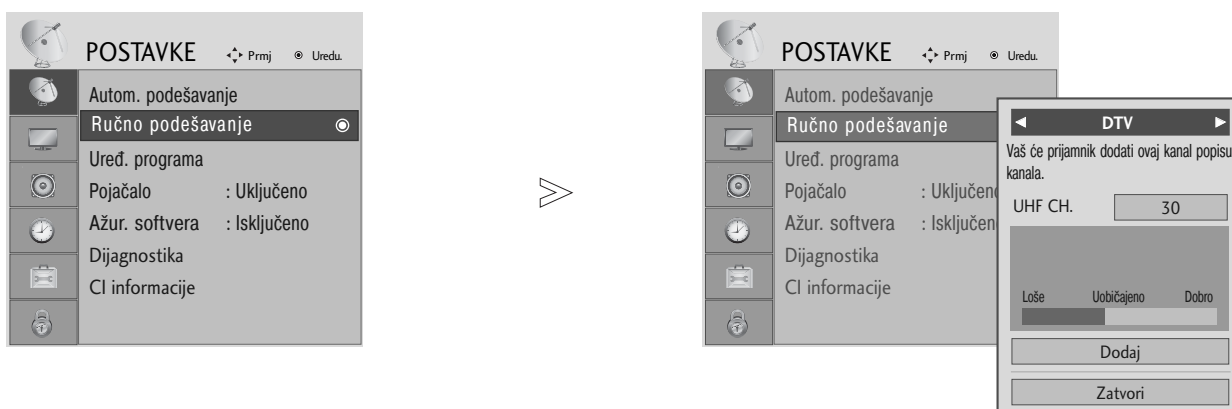 POSTAVKE Prmj Uredu.
Autom. podešavanje
Ručno podešavanje
Uređ. programa
Pojačalo : Uključeno
Ažur. softvera : Isključeno
Dijagnostika
CI informacije
POSTAVKE Prmj Uredu.
Autom. podešavanje
Ručno podešavanje
Uređ. programa
Pojačalo : Uključeno
Ažur. softvera : Isključen
Dijagnostika
CI informacije
DTV
Vaš će prijamnik dodati ovaj kanal popisu
kanala.
UHF CH. 30
Loše Uobičajeno Dobro
Dodaj
Zatvori